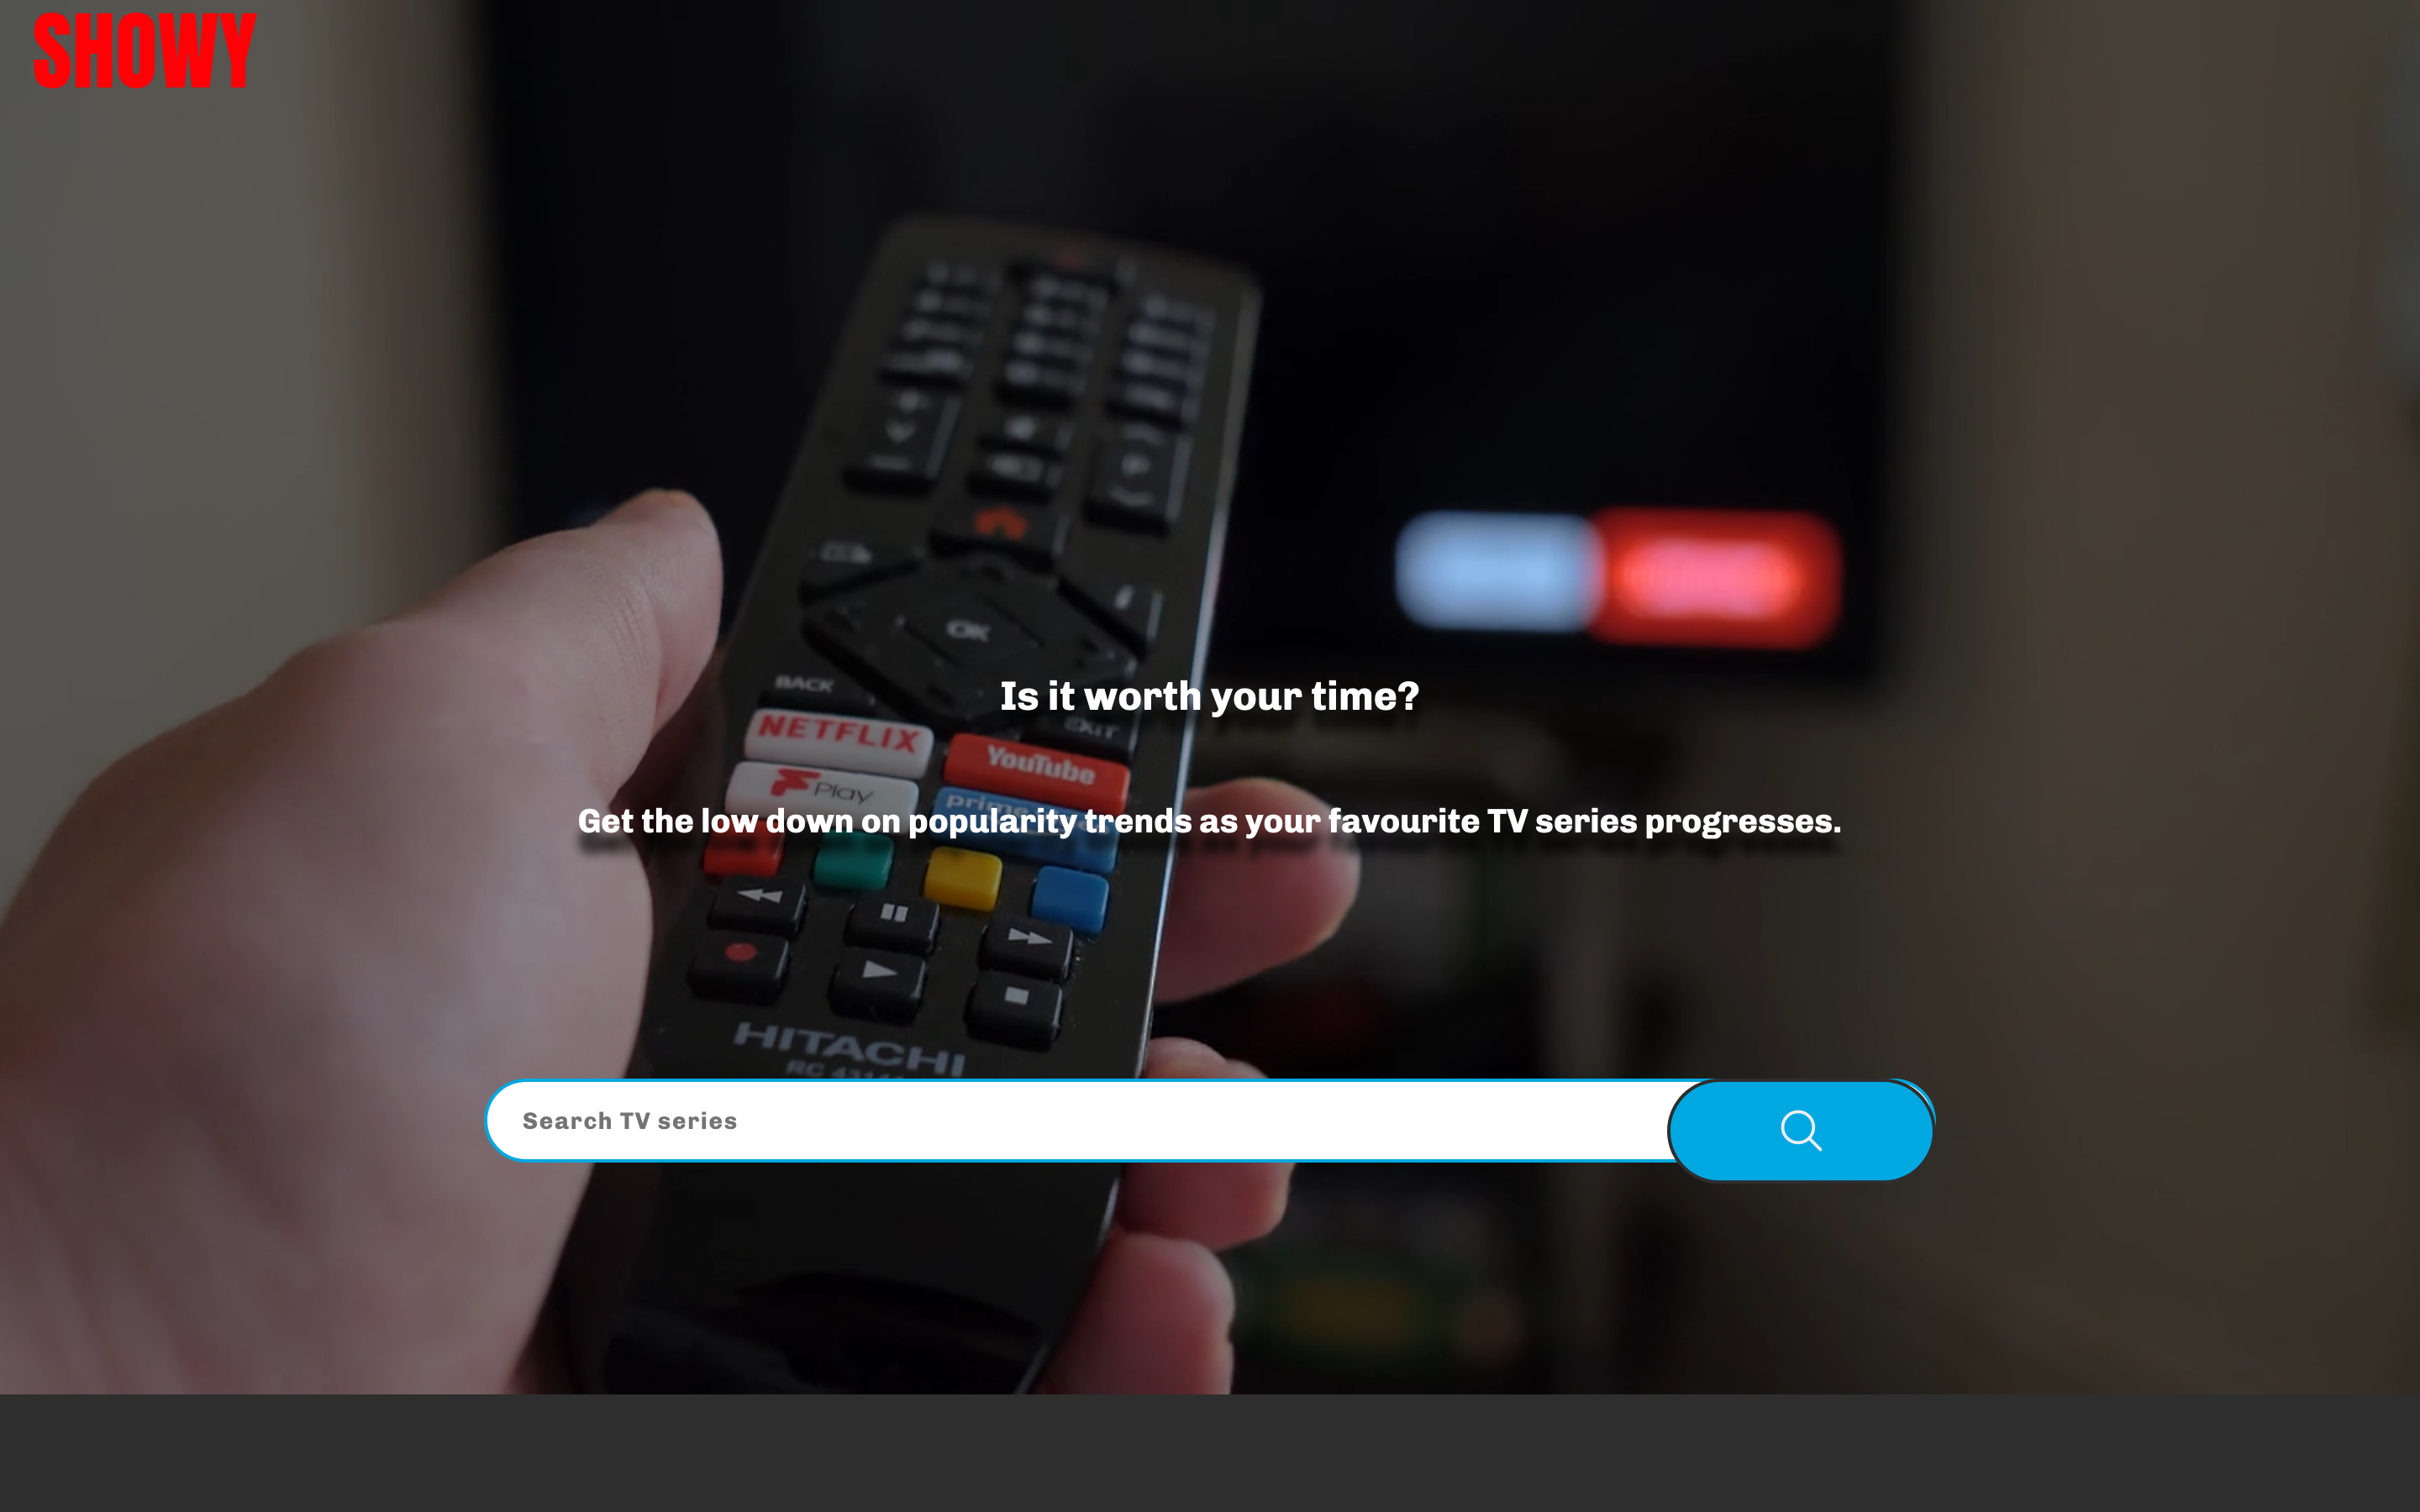 SHOWY
OK
BACK
Is it worth your time?
EXIT
NETFLIX
YouTube
Play
prime
Get the low down on popularity trends as your favourite TV series progresses.
HITACHI
Search TV series